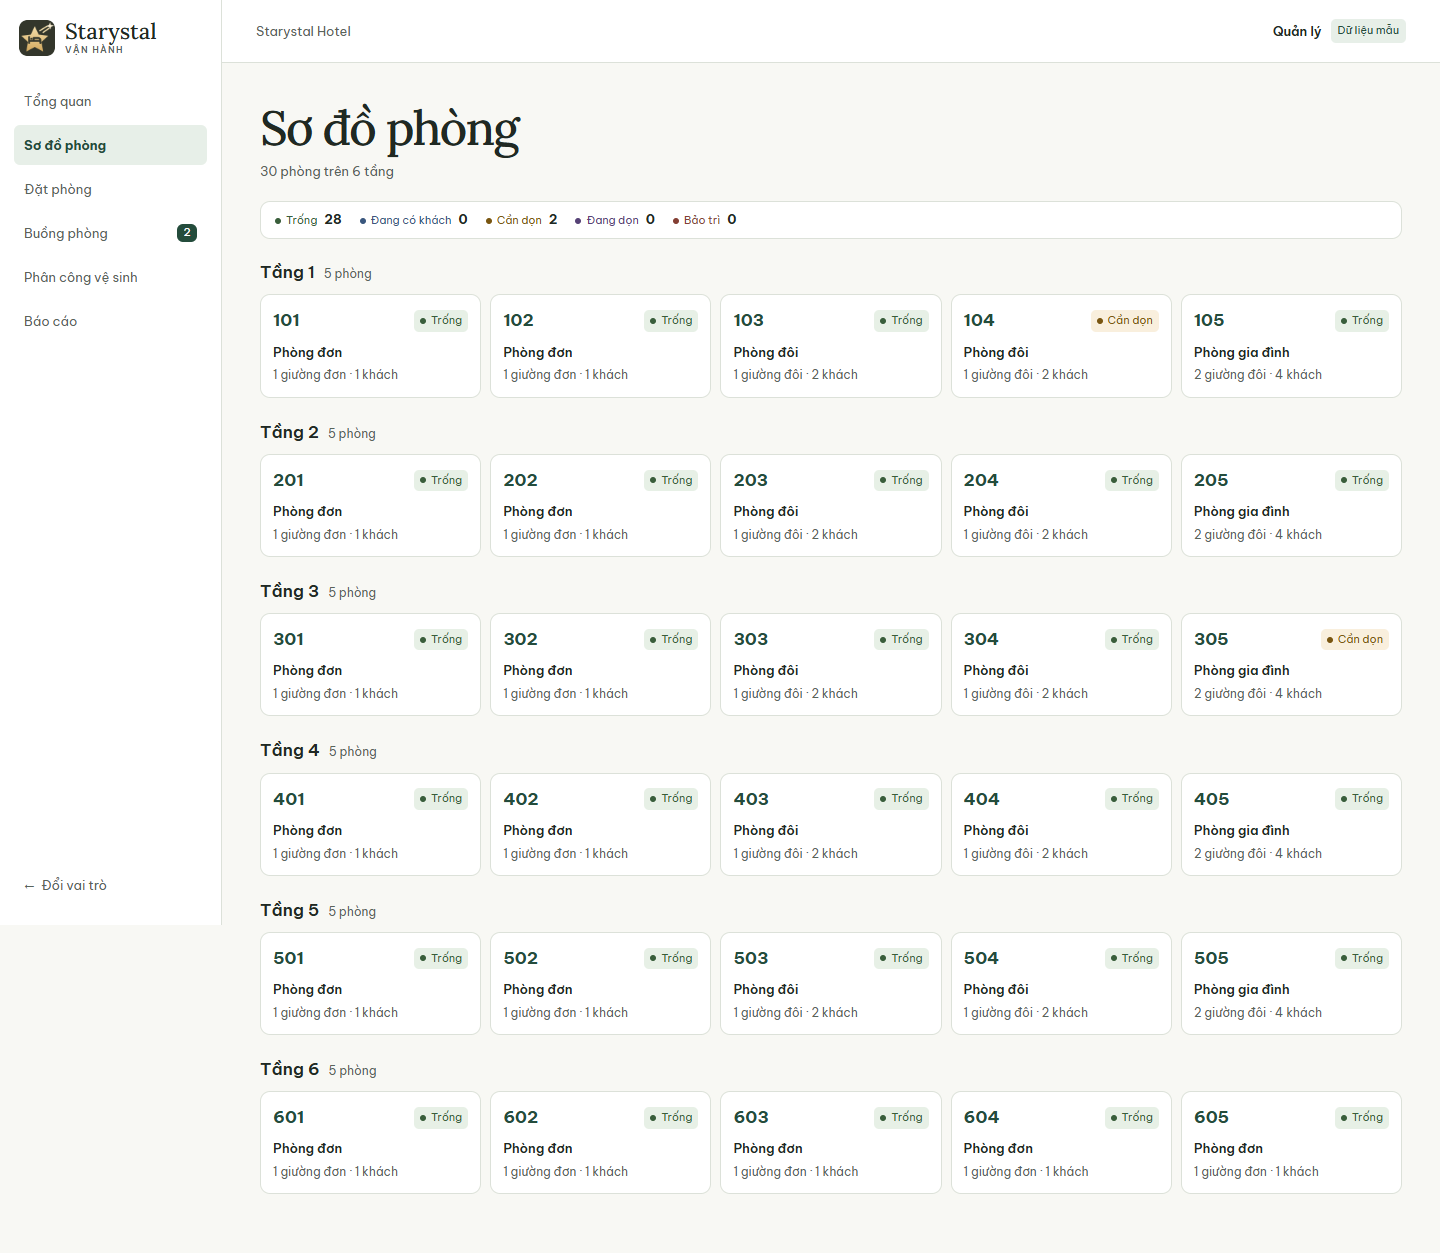 Starystal
VẬN HÀNH
Starystal Hotel
Quản lý
Dữ liệu mẫu
Tổng quan
Sơ đồ phòng
Đặt phòng
Buồng phòng 2
Phân công vệ sinh
Báo cáo
← Đổi vai trò
Sơ đồ phòng
30 phòng trên 6 tầng
Trống 28 Đang có khách 0 Cần dọn 2 Đang dọn 0 Bảo trì 0
Tầng 1 5 phòng
101 Trống 102 Trống 103 Trống 104 Cần dọn 105 Trống
Phòng đơn Phòng đơn Phòng đôi Phòng đôi Phòng gia đình
1 giường đơn · 1 khách 1 giường đơn · 1 khách 1 giường đôi · 2 khách 1 giường đôi · 2 khách 2 giường đôi · 4 khách
Tầng 2 5 phòng
201 Trống 202 Trống 203 Trống 204 Trống 205 Trống
Phòng đơn Phòng đơn Phòng đôi Phòng đôi Phòng gia đình
1 giường đơn · 1 khách 1 giường đơn · 1 khách 1 giường đôi · 2 khách 1 giường đôi · 2 khách 2 giường đôi · 4 khách
Tầng 3 5 phòng
301 Trống 302 Trống 303 Trống 304 Trống 305 Cần dọn
Phòng đơn Phòng đơn Phòng đôi Phòng đôi Phòng gia đình
1 giường đơn · 1 khách 1 giường đơn · 1 khách 1 giường đôi · 2 khách 1 giường đôi · 2 khách 2 giường đôi · 4 khách
Tầng 4 5 phòng
401 Trống 402 Trống 403 Trống 404 Trống 405 Trống
Phòng đơn Phòng đơn Phòng đôi Phòng đôi Phòng gia đình
1 giường đơn · 1 khách 1 giường đơn · 1 khách 1 giường đôi · 2 khách 1 giường đôi · 2 khách 2 giường đôi · 4 khách
Tầng 5 5 phòng
501 Trống 502 Trống 503 Trống 504 Trống 505 Trống
Phòng đơn Phòng đơn Phòng đôi Phòng đôi Phòng gia đình
1 giường đơn · 1 khách 1 giường đơn · 1 khách 1 giường đôi · 2 khách 1 giường đôi · 2 khách 2 giường đôi · 4 khách
Tầng 6 5 phòng
601 Trống 602 Trống 603 Trống 604 Trống 605 Trống
Phòng đơn Phòng đơn Phòng đơn Phòng đơn Phòng đơn
1 giường đơn · 1 khách 1 giường đơn · 1 khách 1 giường đơn · 1 khách 1 giường đơn · 1 khách 1 giường đơn · 1 khách